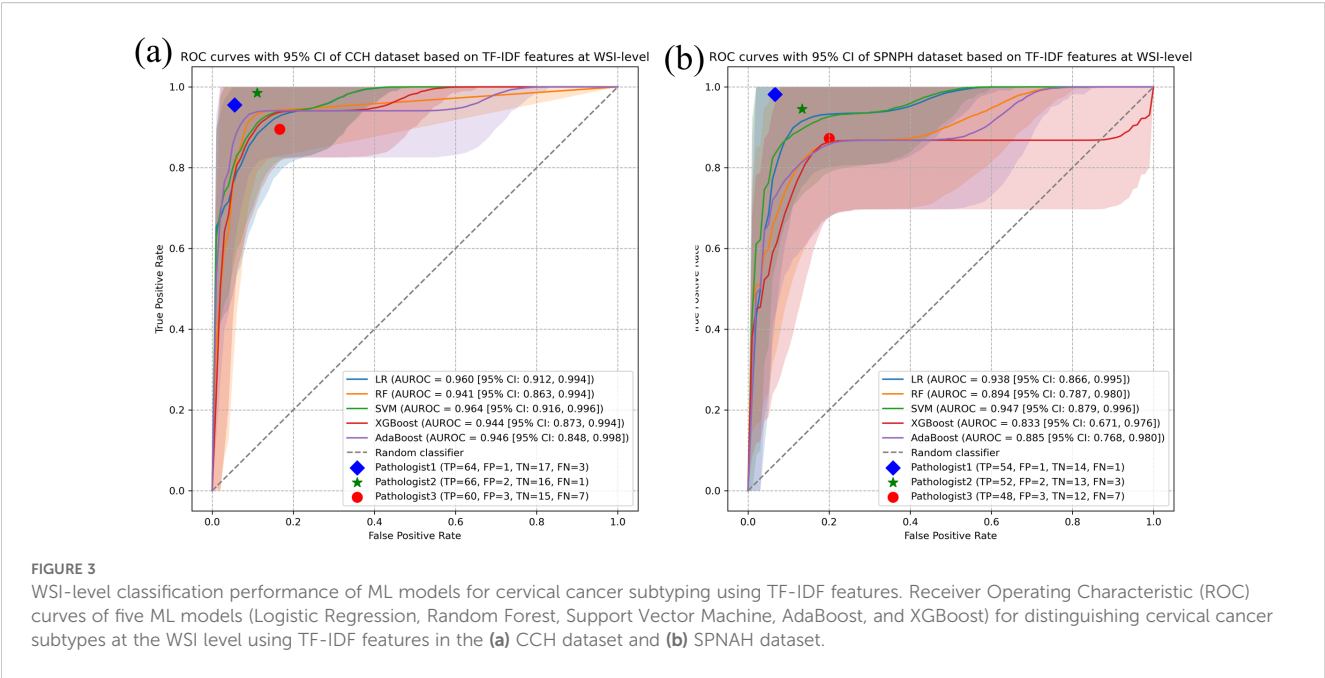 (a)
ROC curves with 95% CI of CCH dataset based on TF-IDF features at WSI-level
1.0
0.8
0.6
0.4
0.2
0.0
True Positive Rate
0.0 0.2 0.4 0.6 0.8 1.0
False Positive Rate
LR (AUROC = 0.960 [95% CI: 0.912, 0.994])
RF (AUROC = 0.941 [95% CI: 0.863, 0.994])
SVM (AUROC = 0.964 [95% CI: 0.916, 0.996])
XGBoost (AUROC = 0.944 [95% CI: 0.873, 0.994])
AdaBoost (AUROC = 0.946 [95% CI: 0.848, 0.998])
Random classifier
Pathologist1 (TP=64, FP=1, TN=17, FN=3)
Pathologist2 (TP=66, FP=2, TN=16, FN=1)
Pathologist3 (TP=60, FP=3, TN=15, FN=7)
(b)
ROC curves with 95% CI of SPNPH dataset based on TF-IDF features at WSI-level
1.0
0.8
0.6
0.4
0.2
0.0
True Positive Rate
0.0 0.2 0.4 0.6 0.8 1.0
False Positive Rate
LR (AUROC = 0.938 [95% CI: 0.866, 0.995])
RF (AUROC = 0.894 [95% CI: 0.787, 0.980])
SVM (AUROC = 0.947 [95% CI: 0.879, 0.996])
XGBoost (AUROC = 0.833 [95% CI: 0.671, 0.976])
AdaBoost (AUROC = 0.885 [95% CI: 0.768, 0.980])
Random classifier
Pathologist1 (TP=54, FP=1, TN=14, FN=1)
Pathologist2 (TP=52, FP=2, TN=13, FN=3)
Pathologist3 (TP=48, FP=3, TN=12, FN=7)
FIGURE 3
WSI-level classification performance of ML models for cervical cancer subtyping using TF-IDF features. Receiver Operating Characteristic (ROC)
curves of five ML models (Logistic Regression, Random Forest, Support Vector Machine, AdaBoost, and XGBoost) for distinguishing cervical cancer
subtypes at the WSI level using TF-IDF features in the (a) CCH dataset and (b) SPNAH dataset.